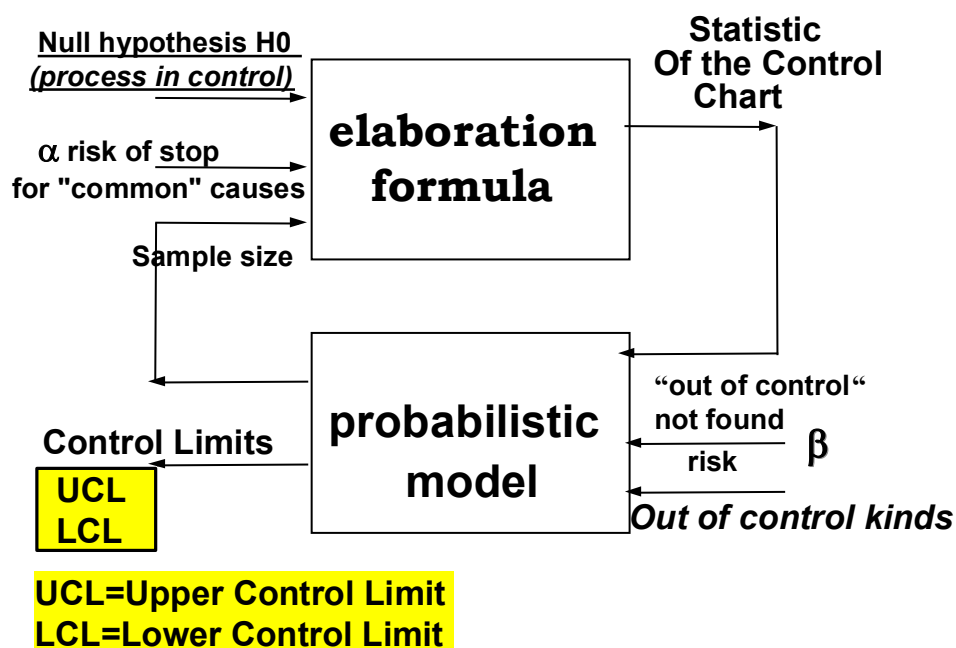 Null hypothesis H0
(process in control)
α risk of stop
for "common" causes
Sample size
elaboration
formula
Statistic
Of the Control
Chart
probabilistic
model
“out of control“
not found
risk
β
Out of control kinds
Control Limits
UCL
LCL
UCL=Upper Control Limit
LCL=Lower Control Limit